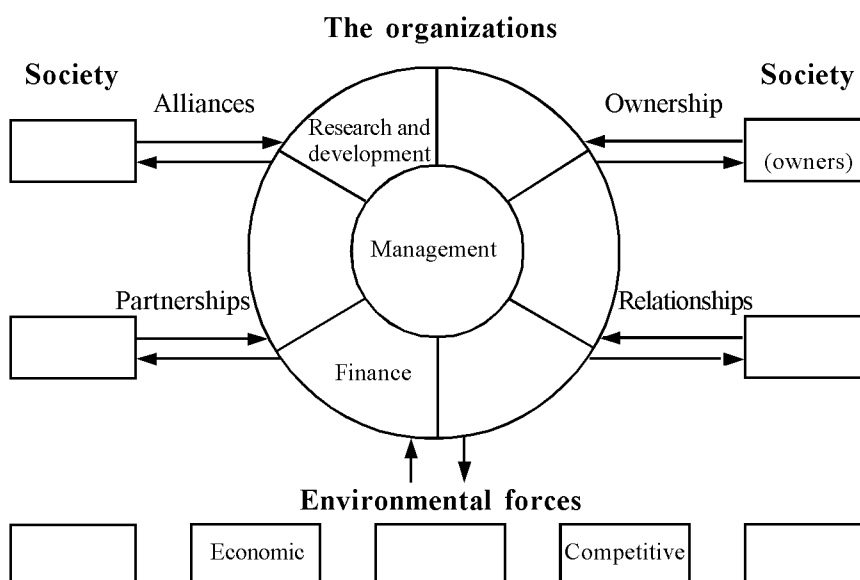 The organizations
Society
Society
Alliances
Ownership
Research and
development
(owners)
Management
Partnerships
Relationships
Finance
Environmental forces
Economic
Competitive